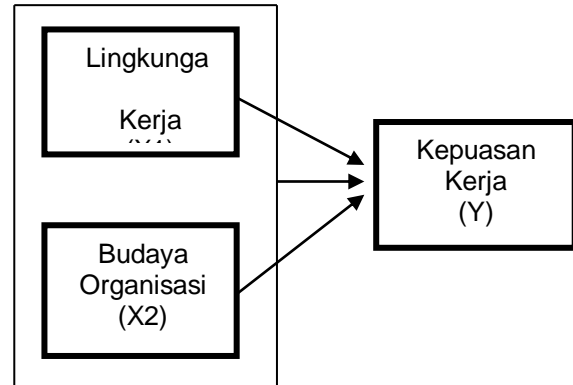 Lingkunga
Kerja
Budaya
Organisasi
(X2)
Kepuasan
Kerja
(Y)